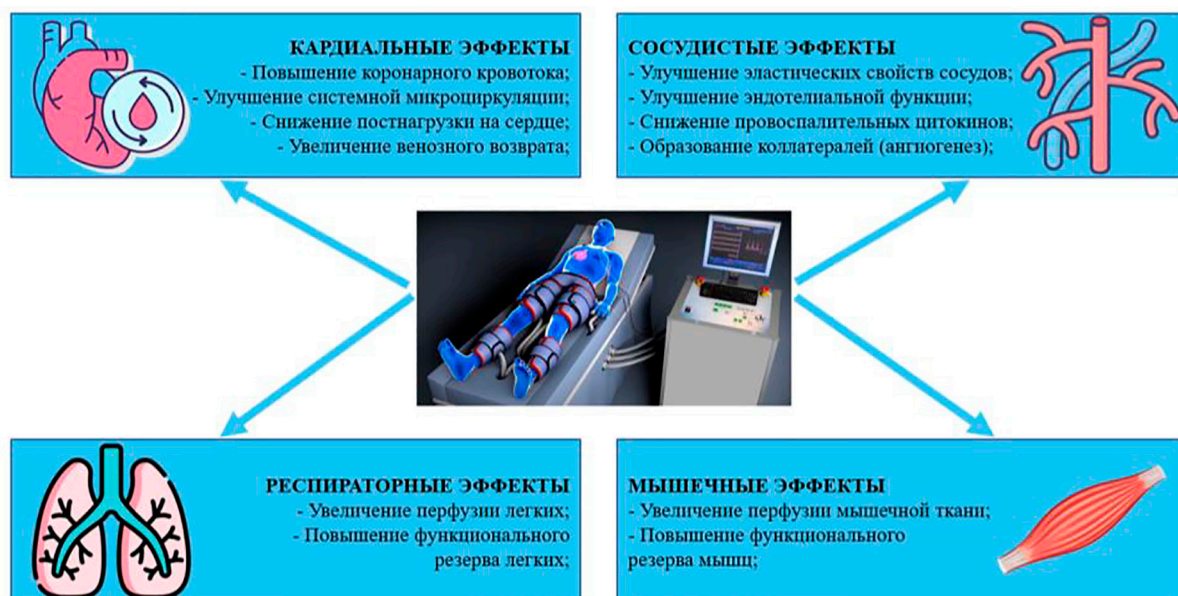 КАРДИАЛЬНЫЕ ЭФФЕКТЫ
- Повышение коронарного кровотока;
- Улучшение системной микроциркуляции;
- Снижение постнагрузки на сердце;
- Увеличение венозного возврата;
СОСУДИСТЫЕ ЭФФЕКТЫ
- Улучшение эластических свойств сосудов;
- Улучшение эндотелиальной функции;
- Снижение провоспалительных цитокинов;
- Образование коллатералей (ангиогенез);
РЕСПИРАТОРНЫЕ ЭФФЕКТЫ
- Увеличение перфузии легких;
- Повышение функционального
резерва легких;
МЫШЕЧНЫЕ ЭФФЕКТЫ
- Увеличение перфузии мышечной ткани;
- Повышение функционального
резерва мышц;